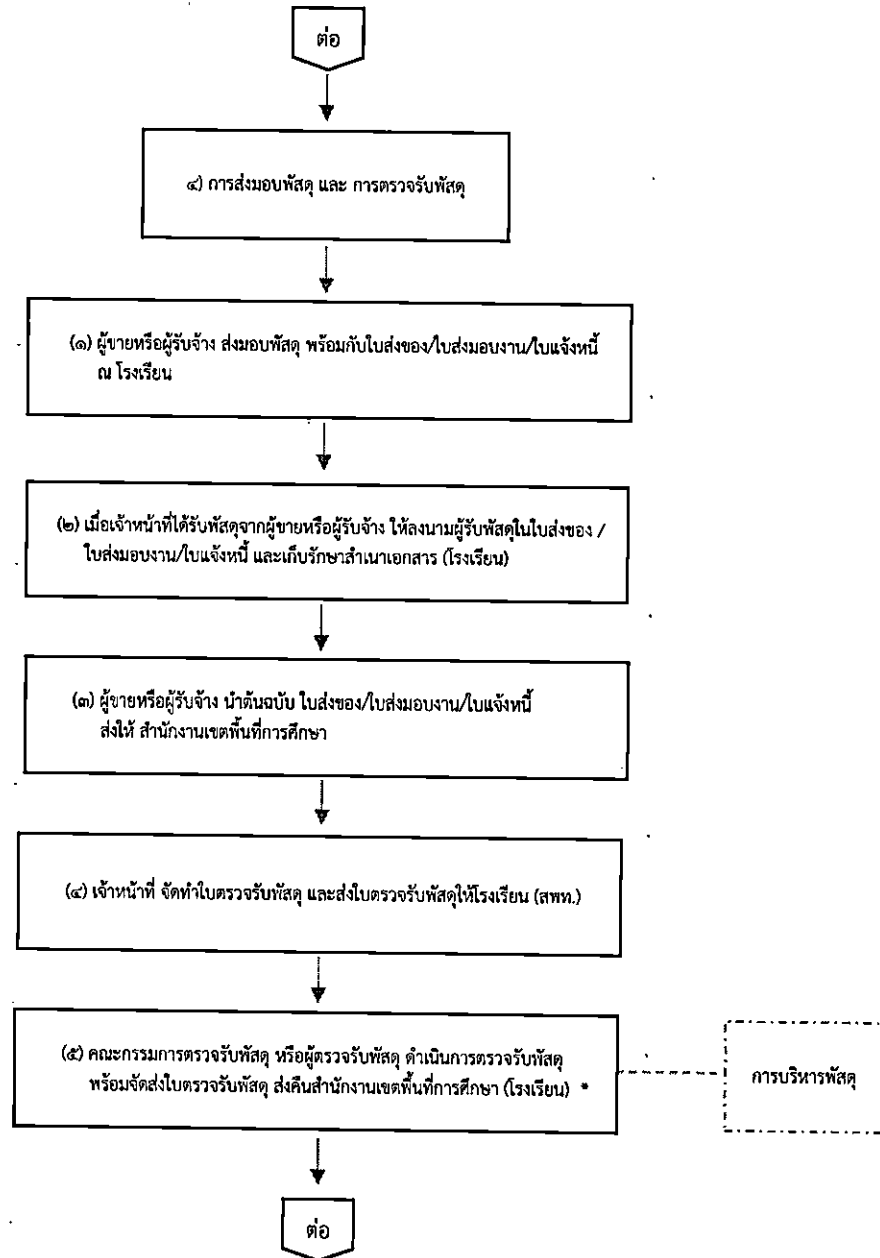 ต่อ
๔) การส่งมอบพัสดุ และ การตรวจรับพัสดุ
(๑) ผู้ขายหรือผู้รับจ้าง ส่งมอบพัสดุ พร้อมกับใบส่งของ/ใบส่งมอบงาน/ใบแจ้งหนี้
ณ โรงเรียน
(๒) เมื่อเจ้าหน้าที่ได้รับพัสดุจากผู้ขายหรือผู้รับจ้าง ให้ลงนามผู้รับพัสดุในใบส่งของ /
ใบส่งมอบงาน/ใบแจ้งหนี้ และเก็บรักษาสำเนาเอกสาร (โรงเรียน)
(๓) ผู้ขายหรือผู้รับจ้าง นำต้นฉบับ ใบส่งของ/ใบส่งมอบงาน/ใบแจ้งหนี้
ส่งให้ สำนักงานเขตพื้นที่การศึกษา
(๔) เจ้าหน้าที่ จัดทำใบตรวจรับพัสดุ และส่งใบตรวจรับพัสดุให้โรงเรียน (สพท.)
(๕) คณะกรรมการตรวจรับพัสดุ หรือผู้ตรวจรับพัสดุ ดำเนินการตรวจรับพัสดุ
พร้อมจัดส่งใบตรวจรับพัสดุ ส่งคืนสำนักงานเขตพื้นที่การศึกษา (โรงเรียน) *
การบริหารพัสดุ
ต่อ